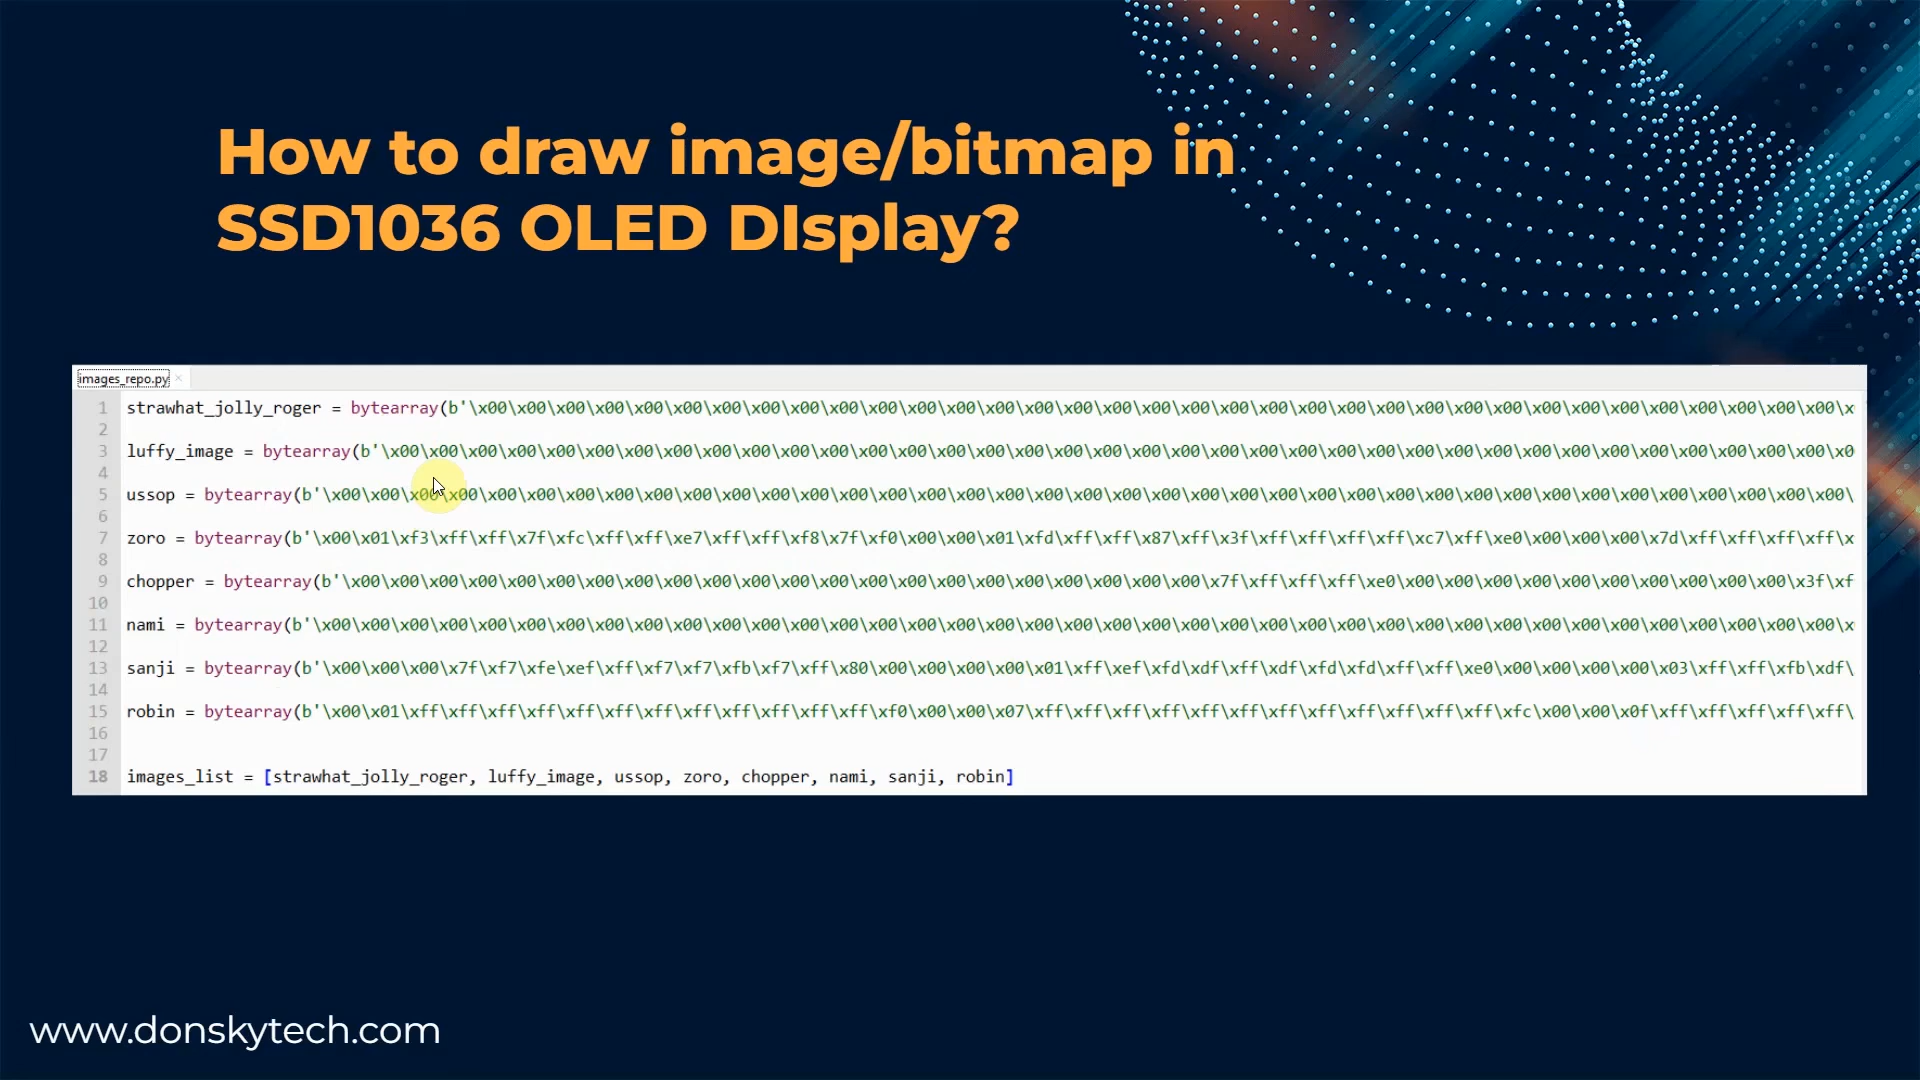 How to draw image/bitmap in
SSD1036 OLED DIsplay?
images_repo.py
1 strawhat_jolly_roger = bytearray(b'\x00\x00\x00\x00\x00\x00\x00\x00\x00\x00\x00\x00\x00\x00\x00\x00\x00\x00\x00\x00\x00\x00\x00\x00\x00\x00\x00\x00\x00\x00\x00\x00\x00\x00\x00\x
2
3 luffy_image = bytearray(b'\x00\x00\x00\x00\x00\x00\x00\x00\x00\x00\x00\x00\x00\x00\x00\x00\x00\x00\x00\x00\x00\x00\x00\x00\x00\x00\x00\x00\x00\x00\x00\x00\x00\x00\x00\x00\x00\x0
4
5 ussop = bytearray(b'\x00\x00\x00\x00\x00\x00\x00\x00\x00\x00\x00\x00\x00\x00\x00\x00\x00\x00\x00\x00\x00\x00\x00\x00\x00\x00\x00\x00\x00\x00\x00\x00\x00\x00\x00\x00\x00\x00\x00\
6
7 zoro = bytearray(b'\x00\x01\xf3\xff\xff\x7f\xfc\xff\xff\xe7\xff\xff\xf8\x7f\xf0\x00\x00\x01\xfd\xff\xff\x87\xff\x3f\xff\xff\xff\xff\xc7\xff\xe0\x00\x00\x00\x7d\xff\xff\xff\xff\x
8
9 chopper = bytearray(b'\x00\x00\x00\x00\x00\x00\x00\x00\x00\x00\x00\x00\x00\x00\x00\x00\x00\x00\x00\x00\x00\x00\x7f\xff\xff\xff\xe0\x00\x00\x00\x00\x00\x00\x00\x00\x00\x00\x3f\xf
10
11 nami = bytearray(b'\x00\x00\x00\x00\x00\x00\x00\x00\x00\x00\x00\x00\x00\x00\x00\x00\x00\x00\x00\x00\x00\x00\x00\x00\x00\x00\x00\x00\x00\x00\x00\x00\x00\x00\x00\x00\x00\x00\x00\x
12
13 sanji = bytearray(b'\x00\x00\x00\x7f\xf7\xfe\xef\xff\xf7\xf7\xfb\xf7\xff\x80\x00\x00\x00\x00\x01\xff\xef\xfd\xdf\xff\xdf\xfd\xfd\xff\xff\xe0\x00\x00\x00\x00\x03\xff\xff\xfb\xdf\
14
15 robin = bytearray(b'\x00\x01\xff\xff\xff\xff\xff\xff\xff\xff\xff\xff\xff\xff\xf0\x00\x00\x07\xff\xff\xff\xff\xff\xff\xff\xff\xff\xff\xff\xff\xfc\x00\x00\x0f\xff\xff\xff\xff\xff\
16
17
18 images_list = [strawhat_jolly_roger, luffy_image, ussop, zoro, chopper, nami, sanji, robin]
www.donskytech.com